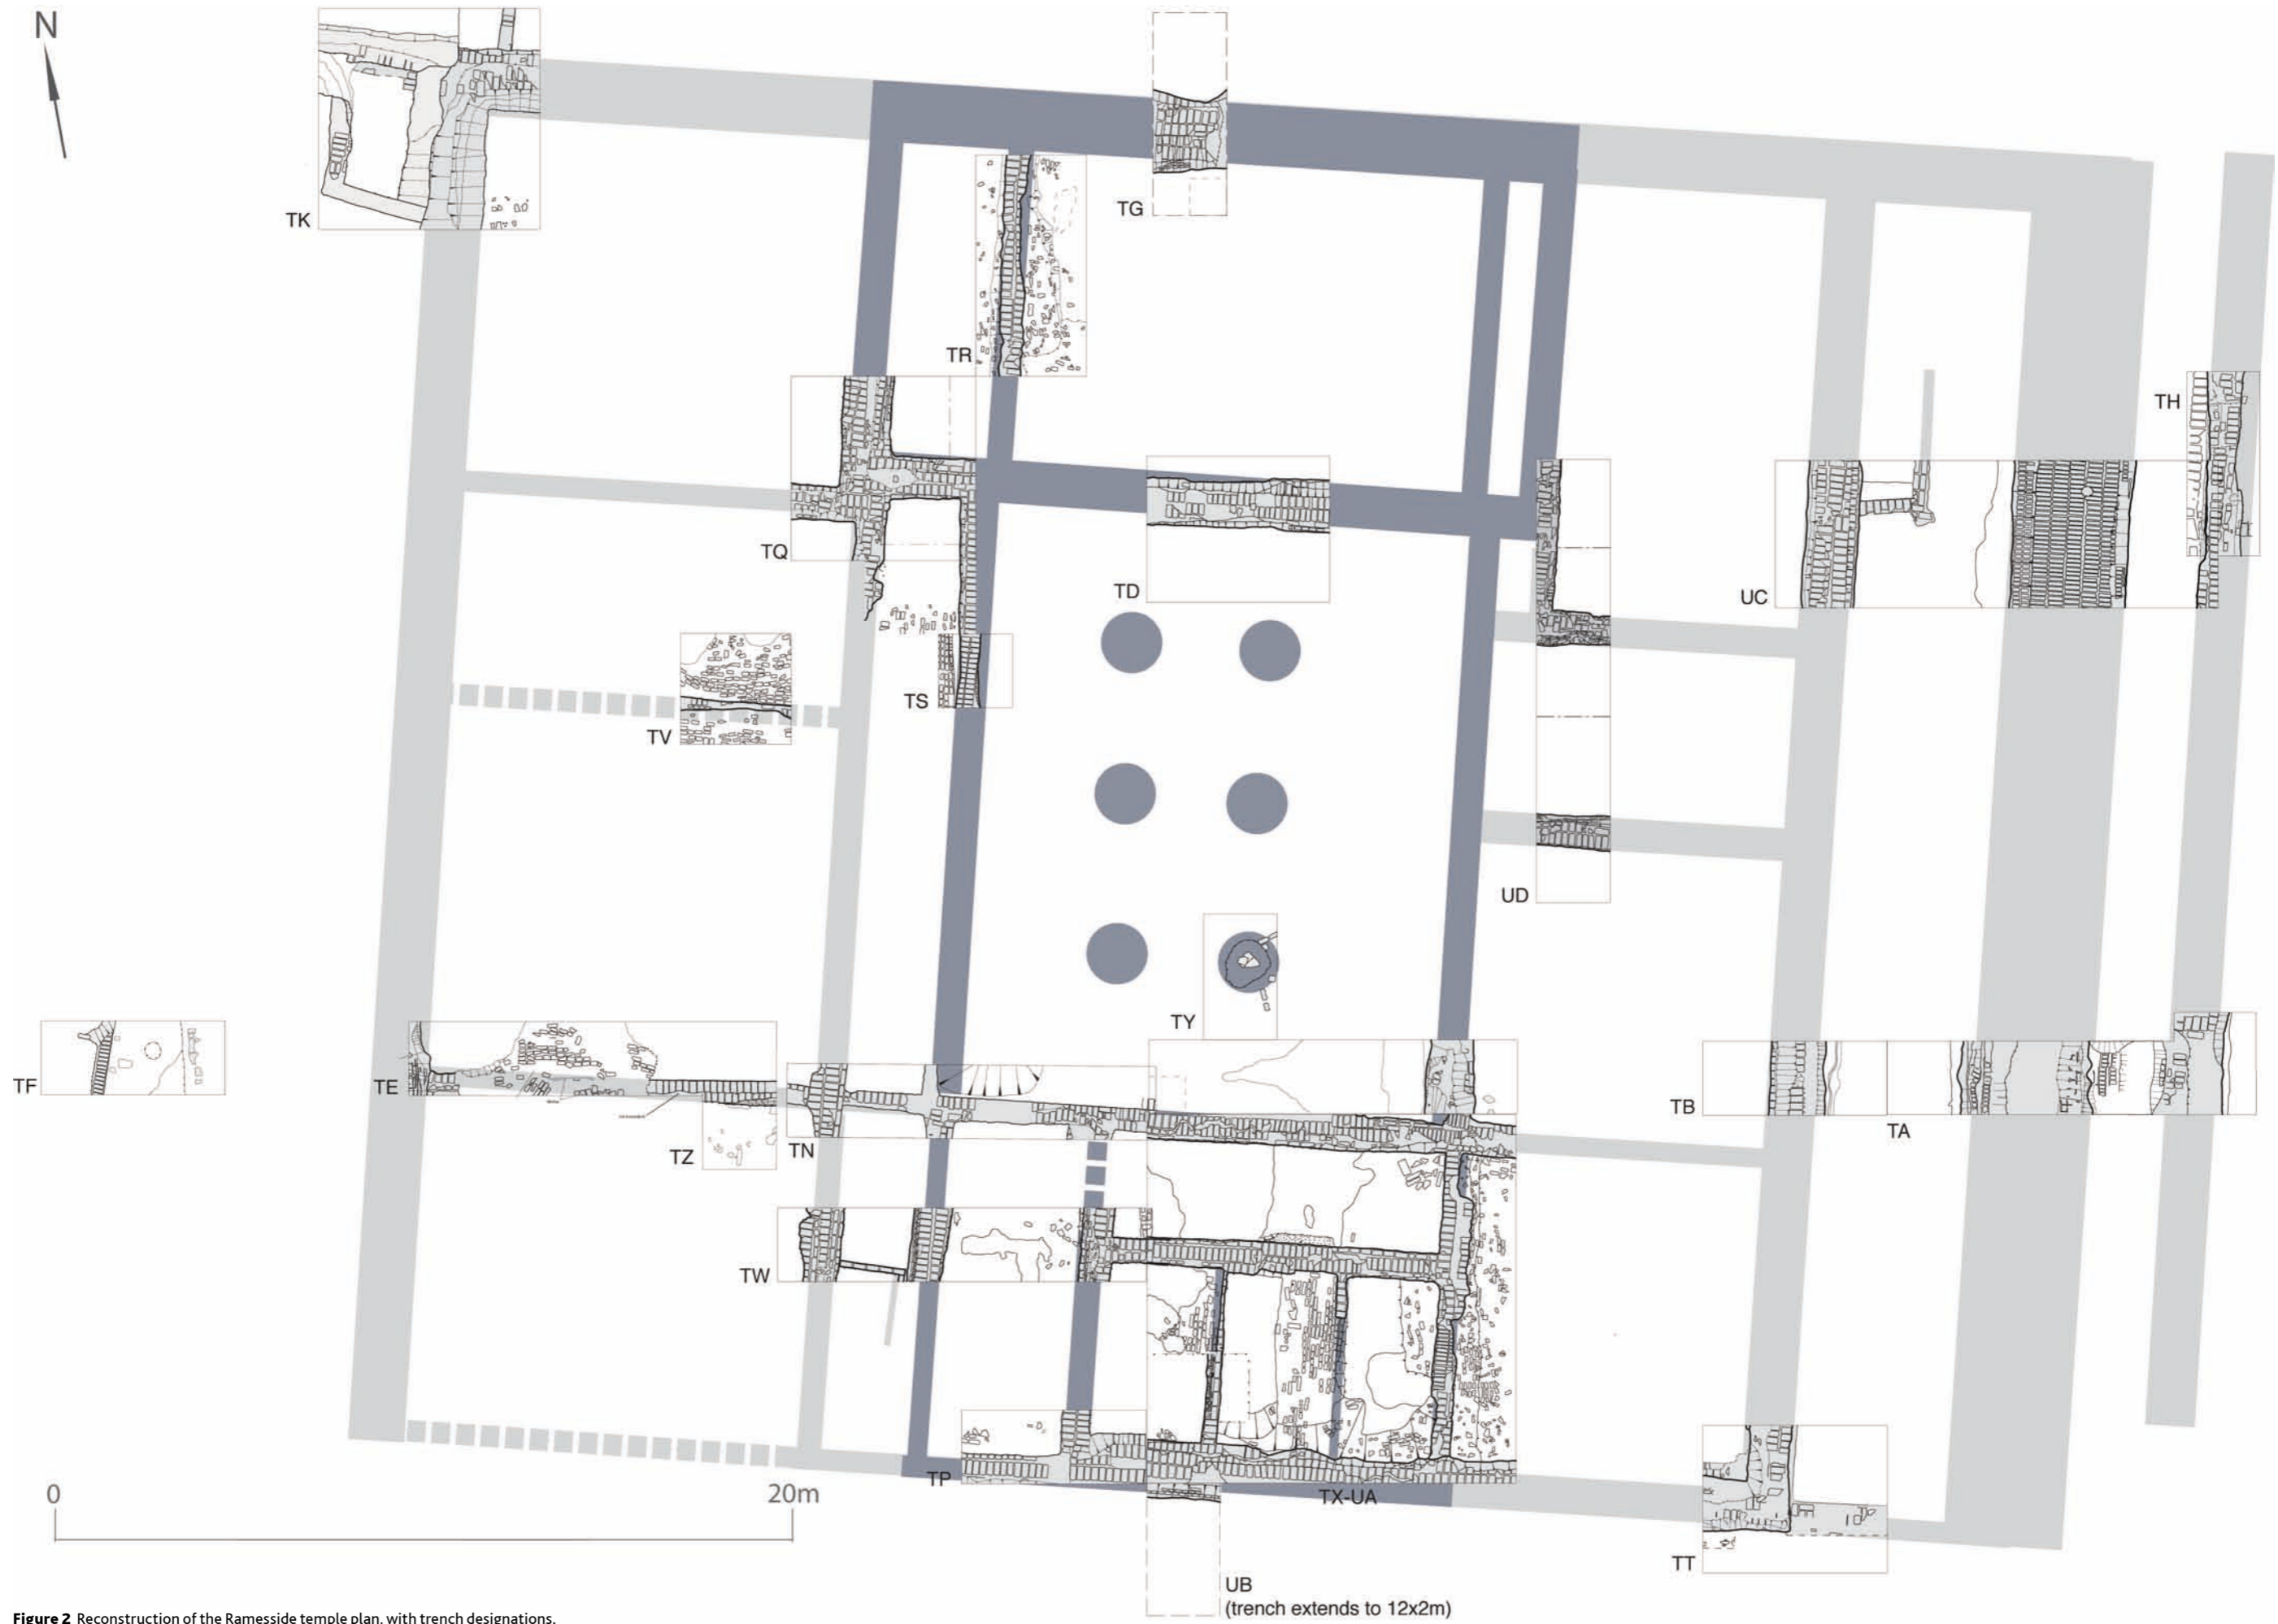 N
TK
TG
TR
TH
TQ
TD
UC
TS
TV
UD
TY
TF
TE
TB
TA
TZ
TN
TW
TP
TX-UA
0
20m
TT
UB
(trench extends to 12x2m)
Figure 2 Reconstruction of the Ramesside temple plan, with trench designations.